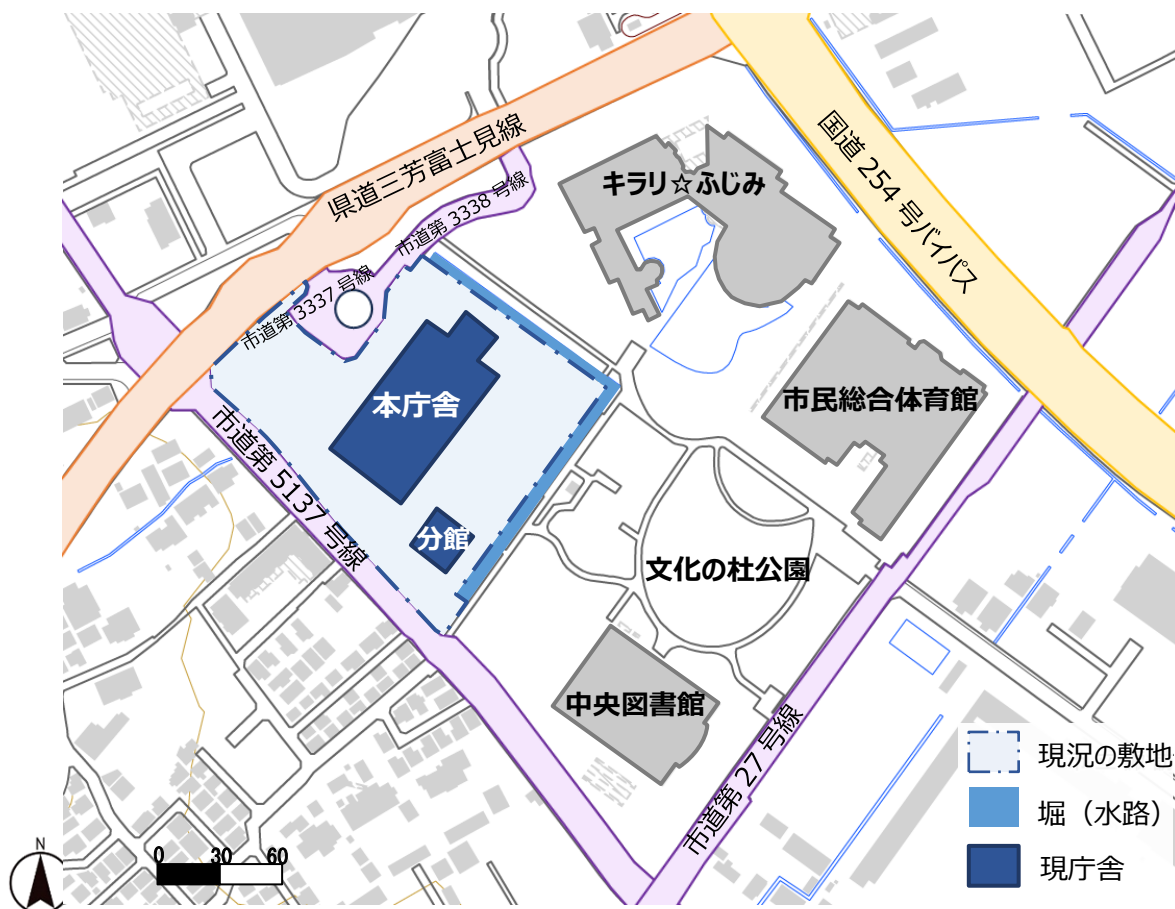 県道三芳富士見線
市道第 3338 号線
市道第 3337 号線
キラリ☆ふじみ
国道 254 号バイパス
本庁舎
市民総合体育館
市道第 5137 号線
分館
文化の杜公園
中央図書館
市道第 27 号線
現況の敷地
堀（水路）
現庁舎
N
0 30 60